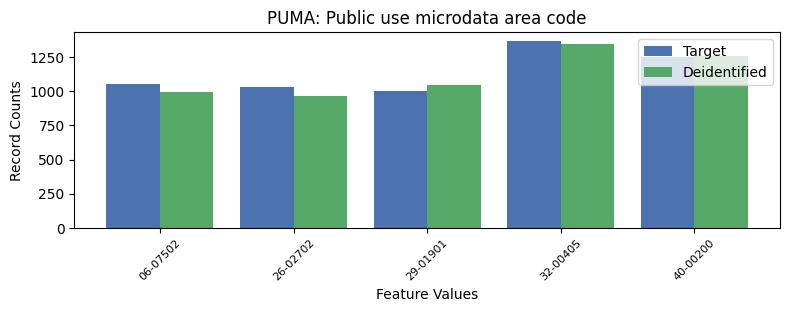 PUMA: Public use microdata area code
Record Counts
1250
1000
750
500
250
0
Target
Deidentified
06-07502
26-02702
29-01901
32-00405
40-00200
Feature Values